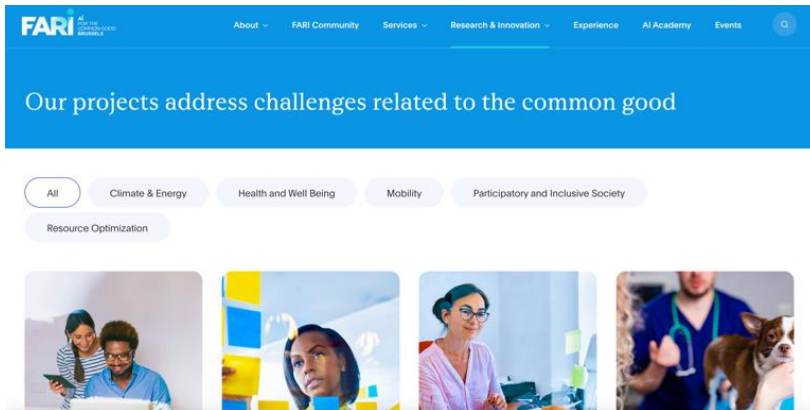 FARI AI
FOR THE
COMMON GOOD
BRUSSELS
About FARI Community Services Research & Innovation Experience AI Academy Events
Our projects address challenges related to the common good
All Climate & Energy Health and Well Being Mobility Participatory and Inclusive Society
Resource Optimization